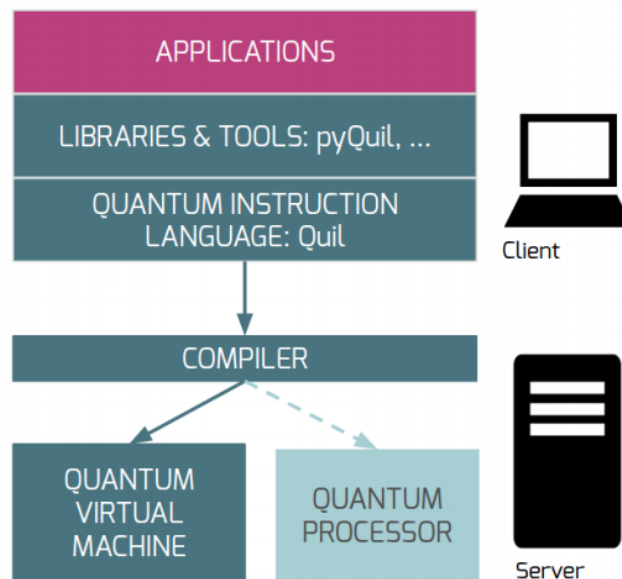 APPLICATIONS
LIBRARIES & TOOLS: pyQuil, ...
QUANTUM INSTRUCTION
LANGUAGE: Quil
Client
COMPILER
QUANTUM
VIRTUAL
MACHINE
QUANTUM
PROCESSOR
Server